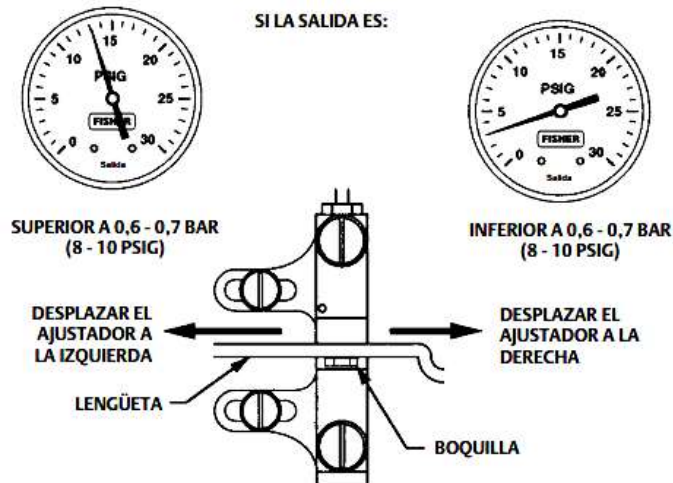 SI LA SALIDA ES:
0
5
10
15
20
25
30
PSIG
FISHER
Salida
0
5
10
15
20
25
30
PSIG
FISHER
Salida
SUPERIOR A 0,6 - 0,7 BAR
(8 - 10 PSIG)
INFERIOR A 0,6 - 0,7 BAR
(8 - 10 PSIG)
DESPLAZAR EL
AJUSTADOR A
LA IZQUIERDA
DESPLAZAR EL
AJUSTADOR A LA
DERECHA
LENGÜETA
BOQUILLA